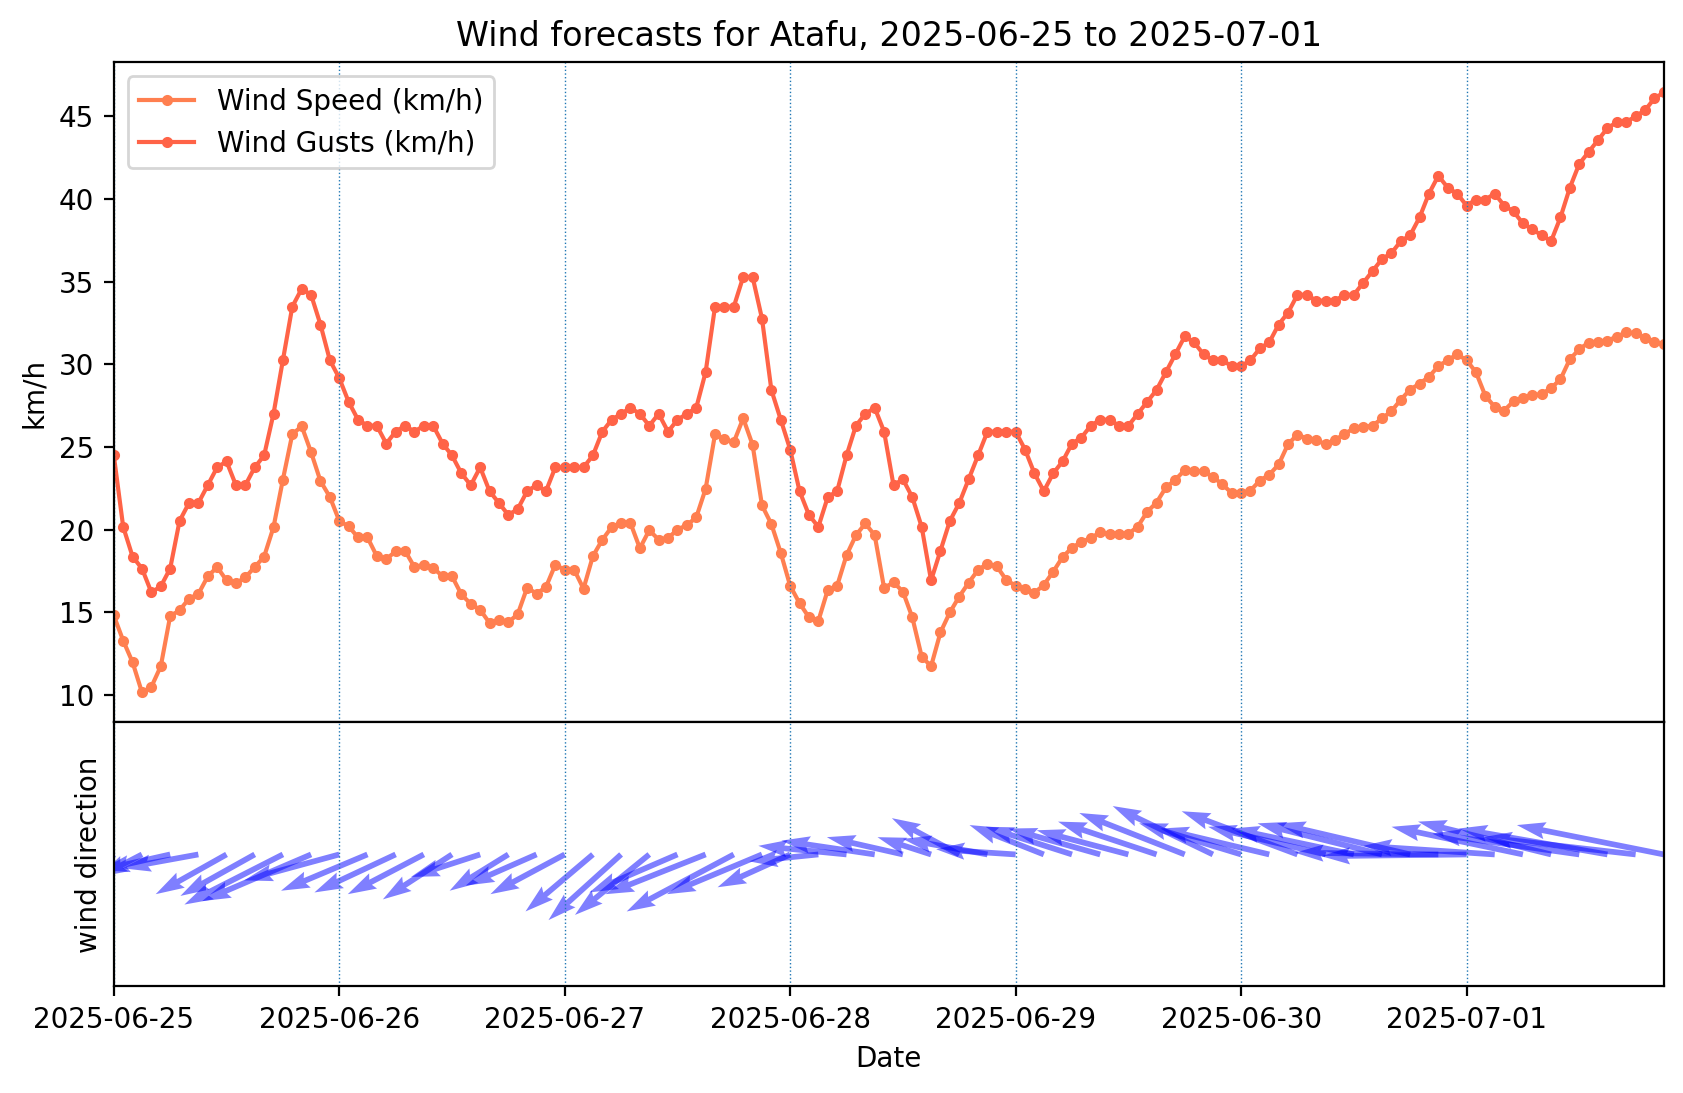 Wind forecasts for Atafu, 2025-06-25 to 2025-07-01
Wind Speed (km/h)
Wind Gusts (km/h)
45
40
35
30
25
20
15
10
km/h
wind direction
2025-06-25 2025-06-26 2025-06-27 2025-06-28 2025-06-29 2025-06-30 2025-07-01
Date